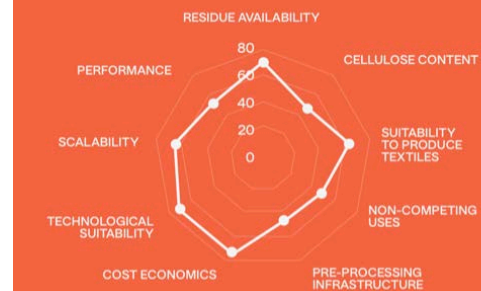 RESIDUE AVAILABILITY
80
PERFORMANCE
60
CELLULOSE CONTENT
40
SCALABILITY
SUITABILITY
TO PRODUCE
TEXTILES
20
0
NON-COMPETING
USES
TECHNOLOGICAL
SUITABILITY
COST ECONOMICS
PRE-PROCESSING
INFRASTRUCTURE